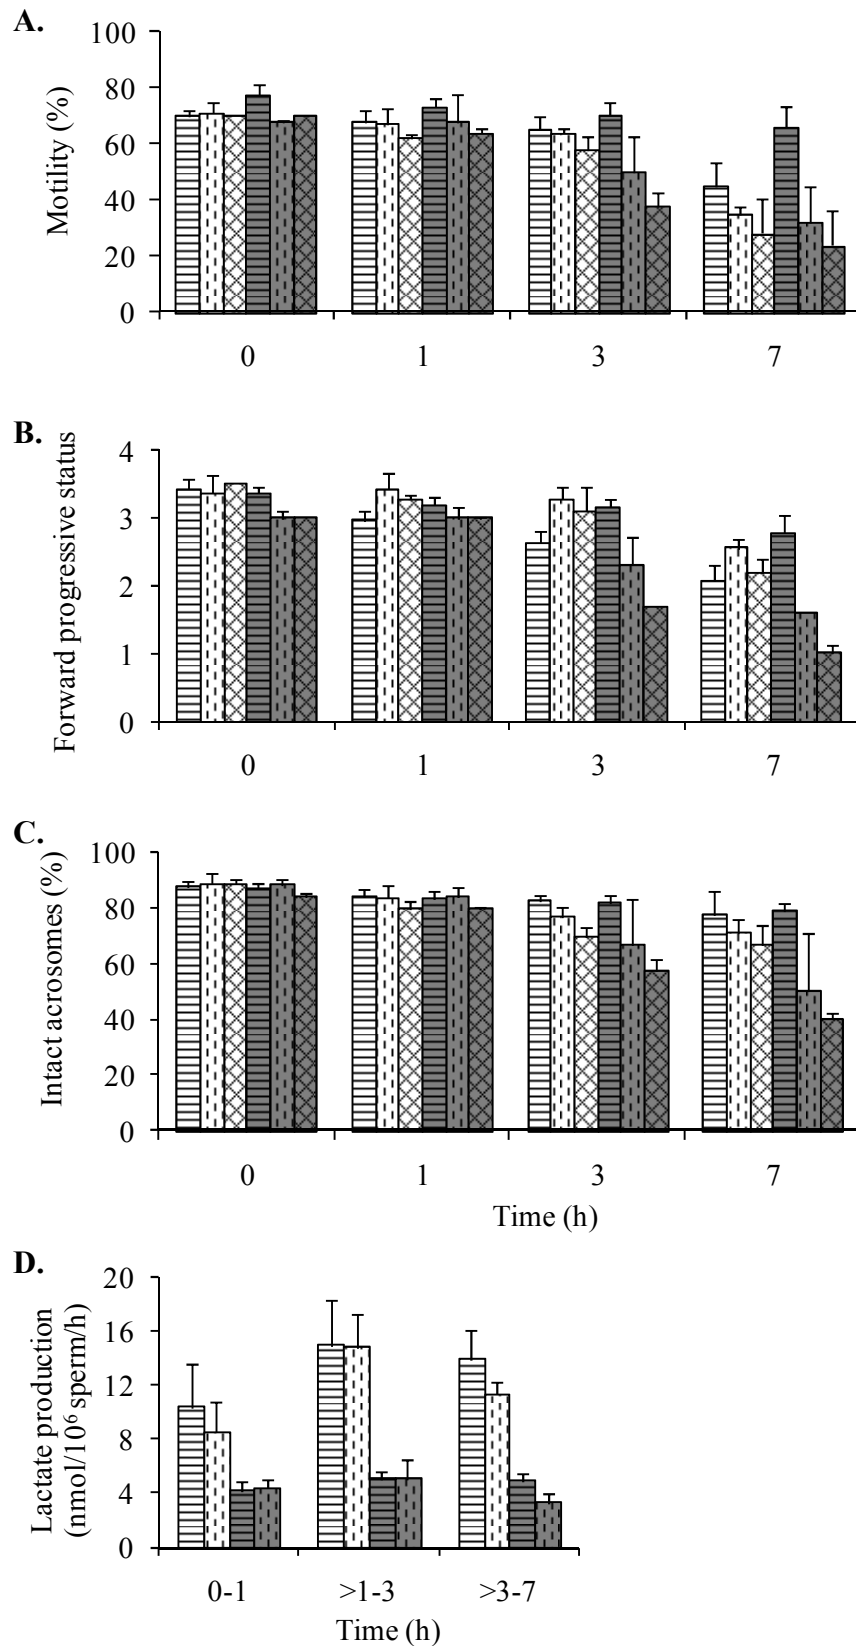 A.
Motility (%)
100
80
60
40
20
0
0 1 3 7
B.
Forward progressive status
4
3
2
1
0
0 1 3 7
C.
Intact acrosomes (%)
100
80
60
40
20
0
0 1 3 7
Time (h)
D.
Lactate production
(nmol/10⁶ sperm/h)
20
16
12
8
4
0
0-1 >1-3 >3-7
Time (h)